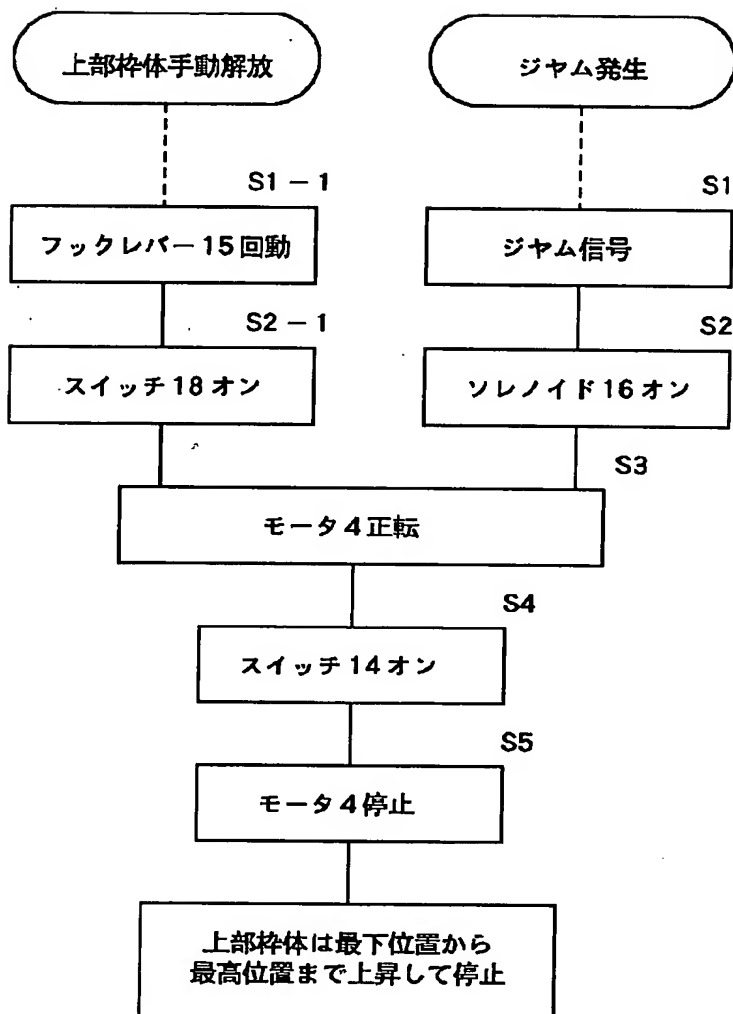 上部枠体手動解放
ジヤム発生
S1－1
S1
フックレバー15回動
ジヤム信号
S2－1
S2
スイッチ18オン
ソレノイド16オン
S3
モータ4正転
S4
スイッチ14オン
S5
モータ4停止
上部枠体は最下位置から
最高位置まで上昇して停止